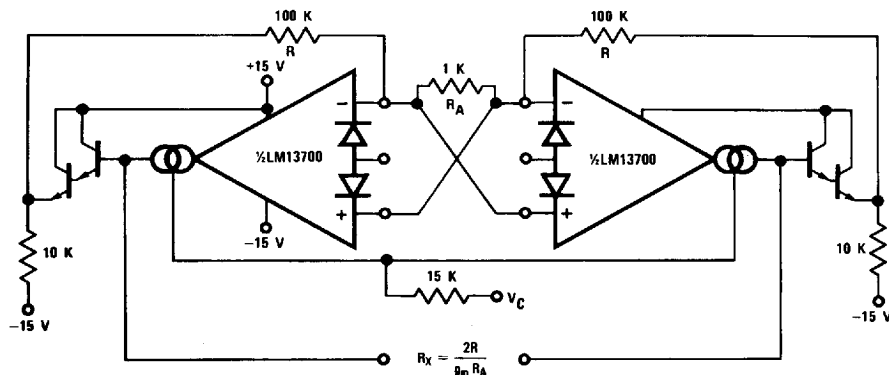 100 K
R
100 K
R
+15 V
1 K
R_A
−
½LM13700
+
−
½LM13700
+
−15 V
10 K
−15 V
15 K
V_C
10 K
−15 V
R_X = 2R / g_m R_A